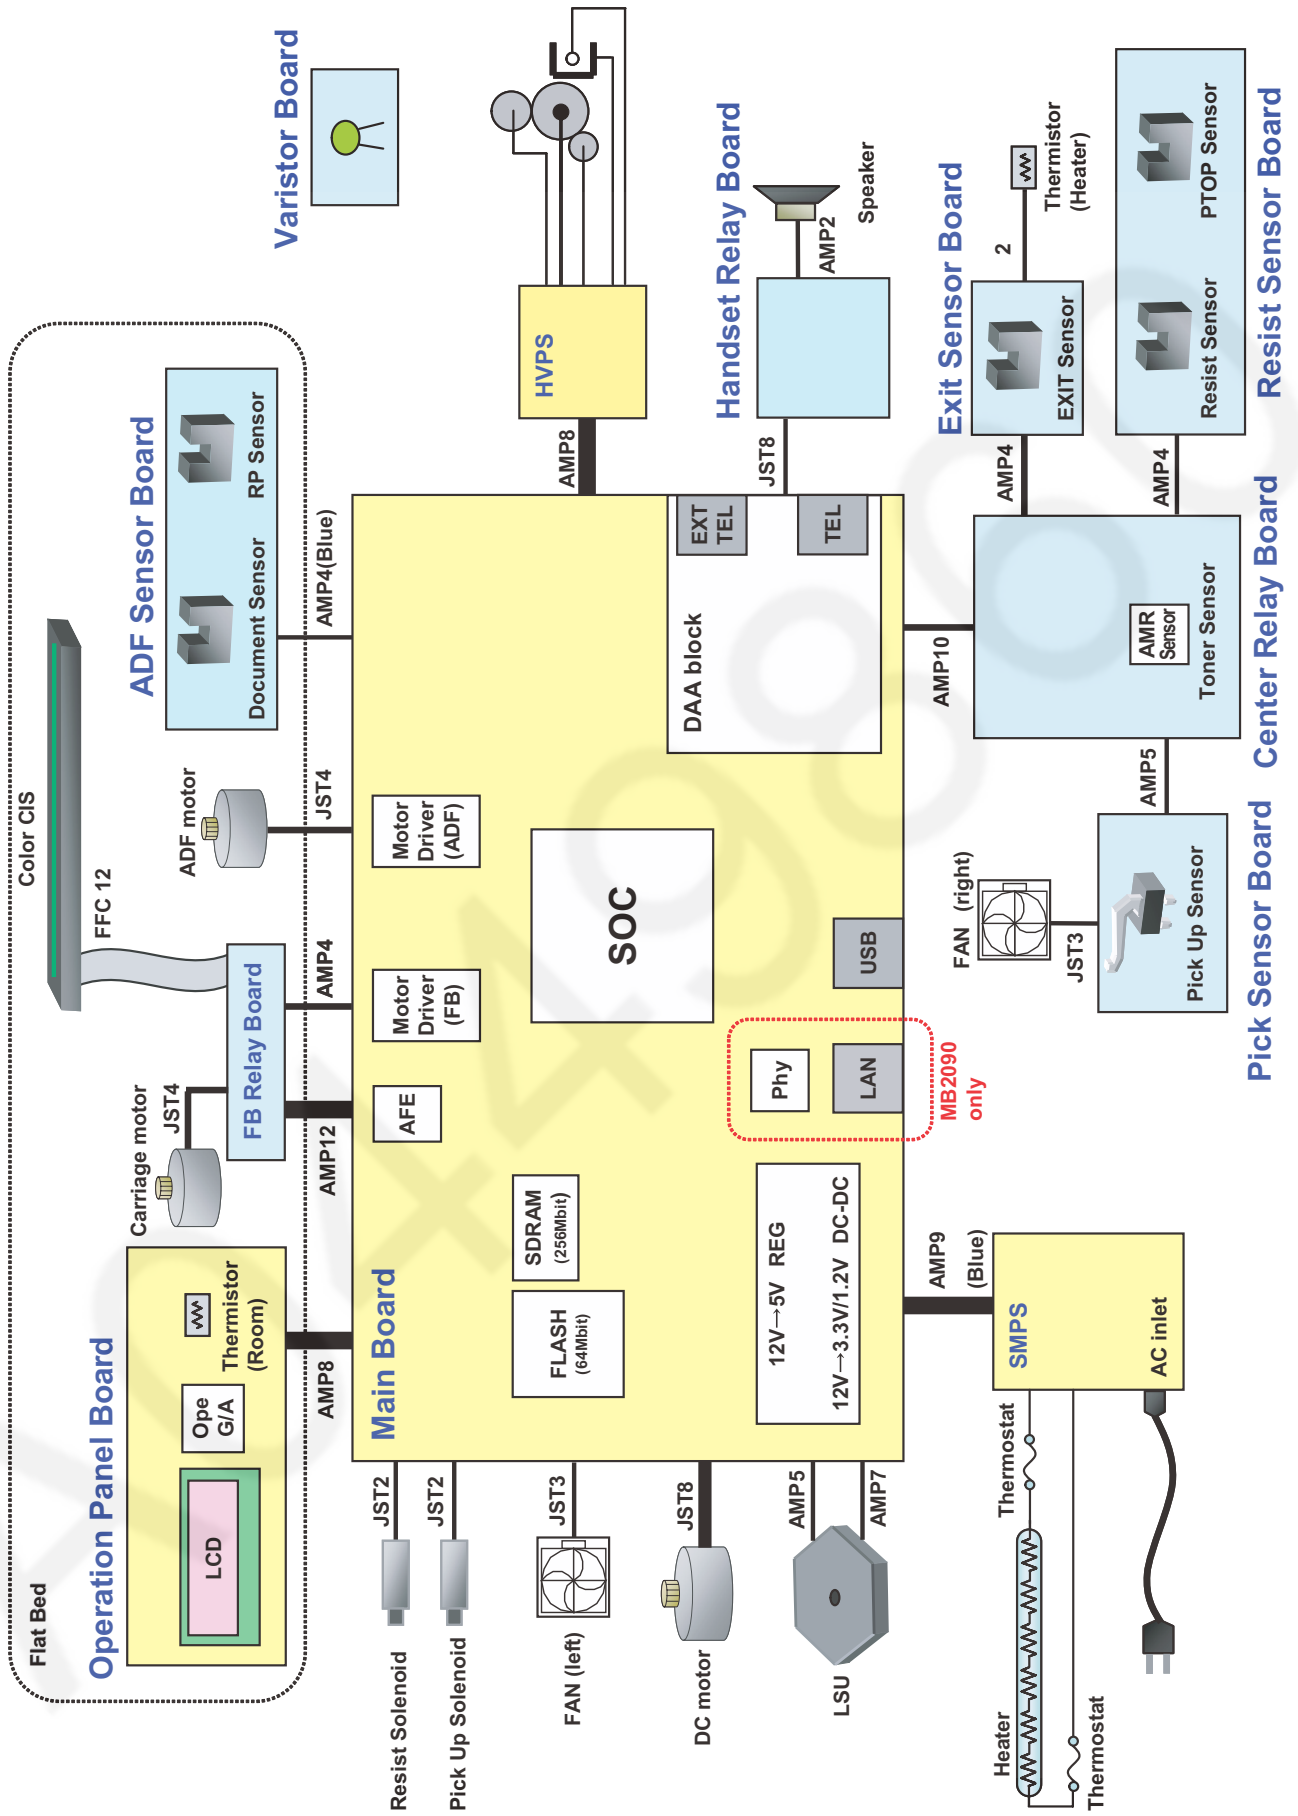 Flat Bed
Operation Panel Board
LCD
Ope
G/A
Thermistor
(Room)
AMP8
Carriage motor
JST4
FB Relay Board
AMP12
AMP4
FFC 12
Color CIS
ADF motor
JST4
ADF Sensor Board
Document Sensor
RP Sensor
AMP4(Blue)
Varistor Board
Main Board
AFE
Motor
Driver
(FB)
Motor
Driver
(ADF)
FLASH
(64Mbit)
SDRAM
(256Mbit)
SOC
12V→5V REG
12V→3.3V/1.2V DC-DC
Phy
LAN
MB2090
only
USB
DAA block
EXT
TEL
TEL
AMP8
HVPS
JST8
Handset Relay Board
AMP2
Speaker
Resist Solenoid
JST2
Pick Up Solenoid
JST2
FAN (left)
JST3
DC motor
JST8
LSU
AMP5
AMP7
AMP9
(Blue)
SMPS
AC inlet
Thermostat
Heater
Thermostat
AMP10
Center Relay Board
AMR
Sensor
Toner Sensor
AMP5
Pick Sensor Board
Pick Up Sensor
JST3
FAN (right)
AMP4
Exit Sensor Board
EXIT Sensor
2
Thermistor
(Heater)
AMP4
Resist Sensor Board
Resist Sensor
PTOP Sensor